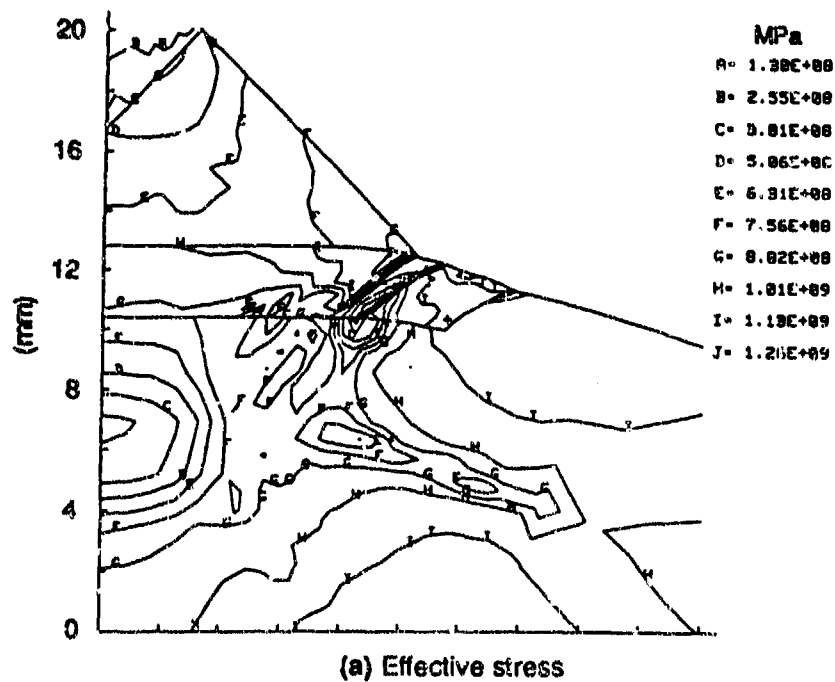 20
16
12
8
4
0
(mm)
MPa
A= 1.30E+08
B= 2.55E+08
C= 3.81E+08
D= 5.06E+08
E= 6.31E+08
F= 7.56E+08
G= 8.82E+08
H= 1.01E+09
I= 1.13E+09
J= 1.26E+09
(a) Effective stress